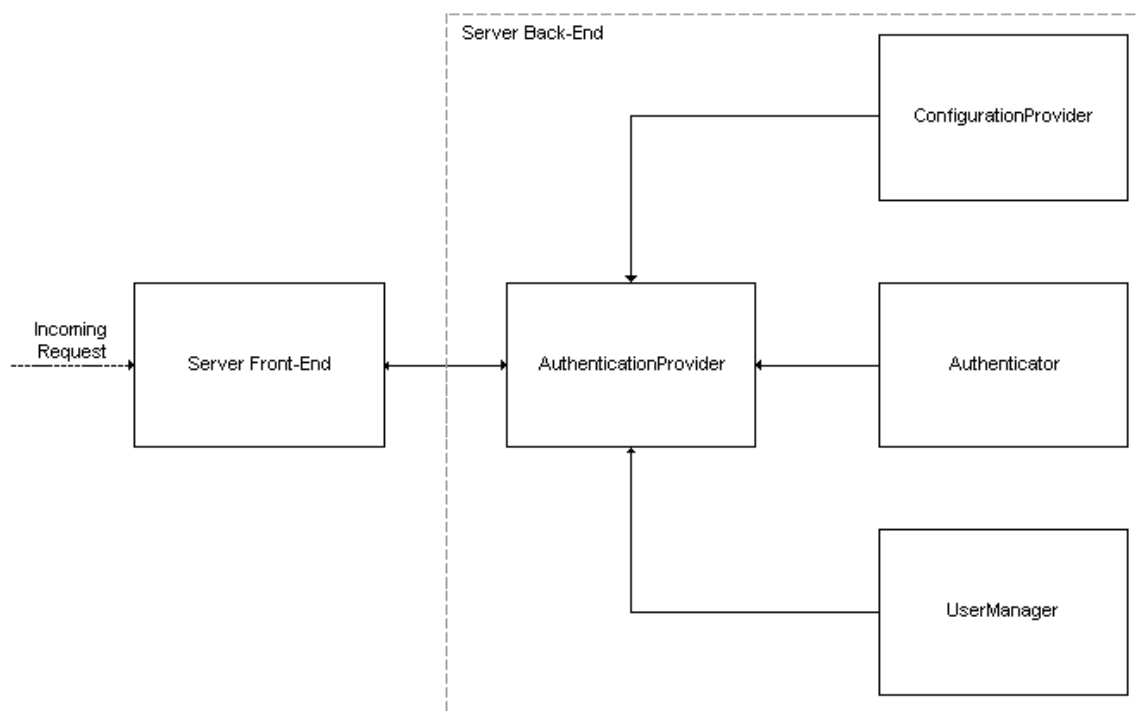 Server Back-End
ConfigurationProvider
Incoming
Request
Server Front-End
AuthenticationProvider
Authenticator
UserManager